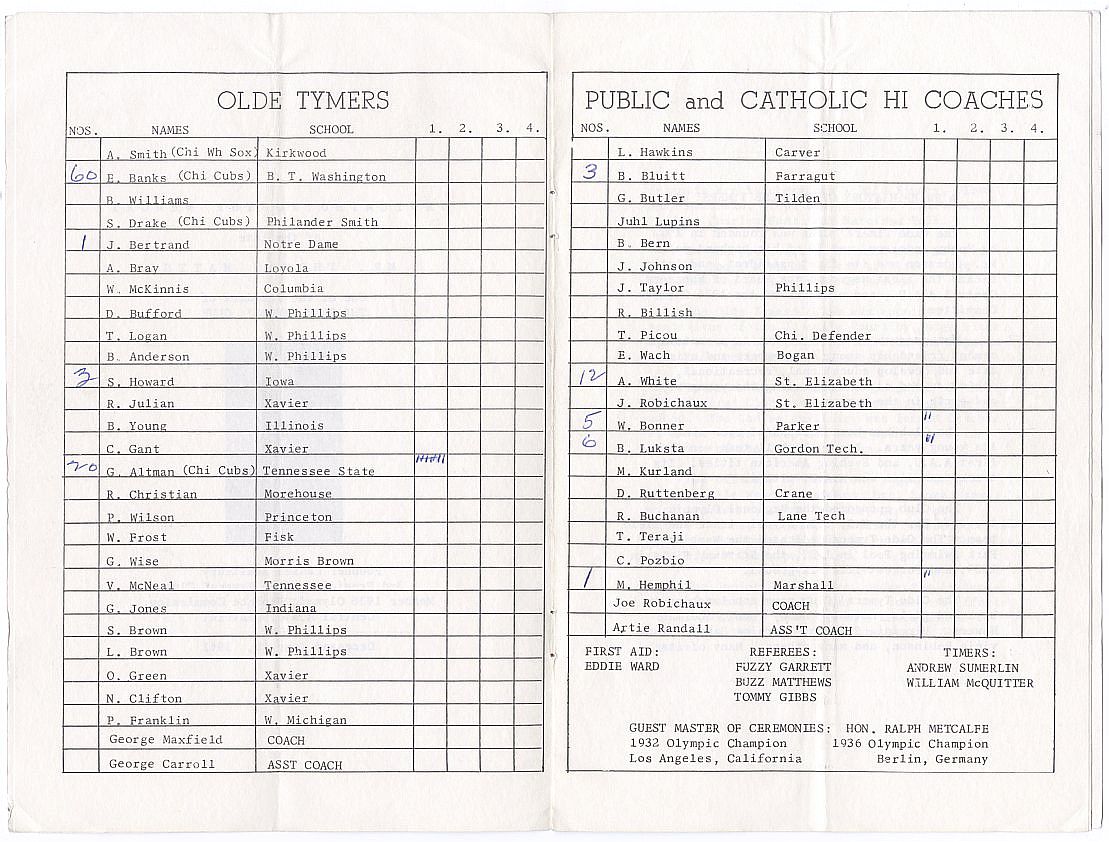 OLDE TYMERS
NOS. NAMES SCHOOL 1. 2. 3. 4.
A. Smith (Chi Wh Sox) Kirkwood
60 E. Banks (Chi Cubs) B. T. Washington
B. Williams
S. Drake (Chi Cubs) Philander Smith
1 J. Bertrand Notre Dame
A. Bray Loyola
W. McKinnis Columbia
D. Bufford W. Phillips
T. Logan W. Phillips
B. Anderson W. Phillips
3 S. Howard Iowa
R. Julian Xavier
B. Young Illinois
C. Gant Xavier
20 G. Altman (Chi Cubs) Tennessee State
R. Christian Morehouse
P. Wilson Princeton
W. Frost Fisk
G. Wise Morris Brown
V. McNeal Tennessee
G. Jones Indiana
S. Brown W. Phillips
L. Brown W. Phillips
O. Green Xavier
N. Clifton Xavier
P. Franklin W. Michigan
George Maxfield COACH
George Carroll ASST COACH
PUBLIC and CATHOLIC HI COACHES
NOS. NAMES SCHOOL 1. 2. 3. 4.
L. Hawkins Carver
3 B. Bluitt Farragut
G. Butler Tilden
Juhl Lupins
B. Bern
J. Johnson
J. Taylor Phillips
R. Billish
T. Picou Chi. Defender
E. Wach Bogan
12 A. White St. Elizabeth
J. Robichaux St. Elizabeth
5 W. Bonner Parker
6 B. Luksta Gordon Tech.
M. Kurland
D. Ruttenberg Crane
R. Buchanan Lane Tech
T. Teraji
C. Pozbio
1 M. Hemphil Marshall
Joe Robichaux COACH
Artie Randall ASS'T COACH
FIRST AID: REFEREES: TIMERS:
EDDIE WARD FUZZY GARRETT ANDREW SUMERLIN
BUZZ MATTHEWS WILLIAM McQUITTER
TOMMY GIBBS
GUEST MASTER OF CEREMONIES: HON. RALPH METCALFE
1932 Olympic Champion 1936 Olympic Champion
Los Angeles, California Berlin, Germany